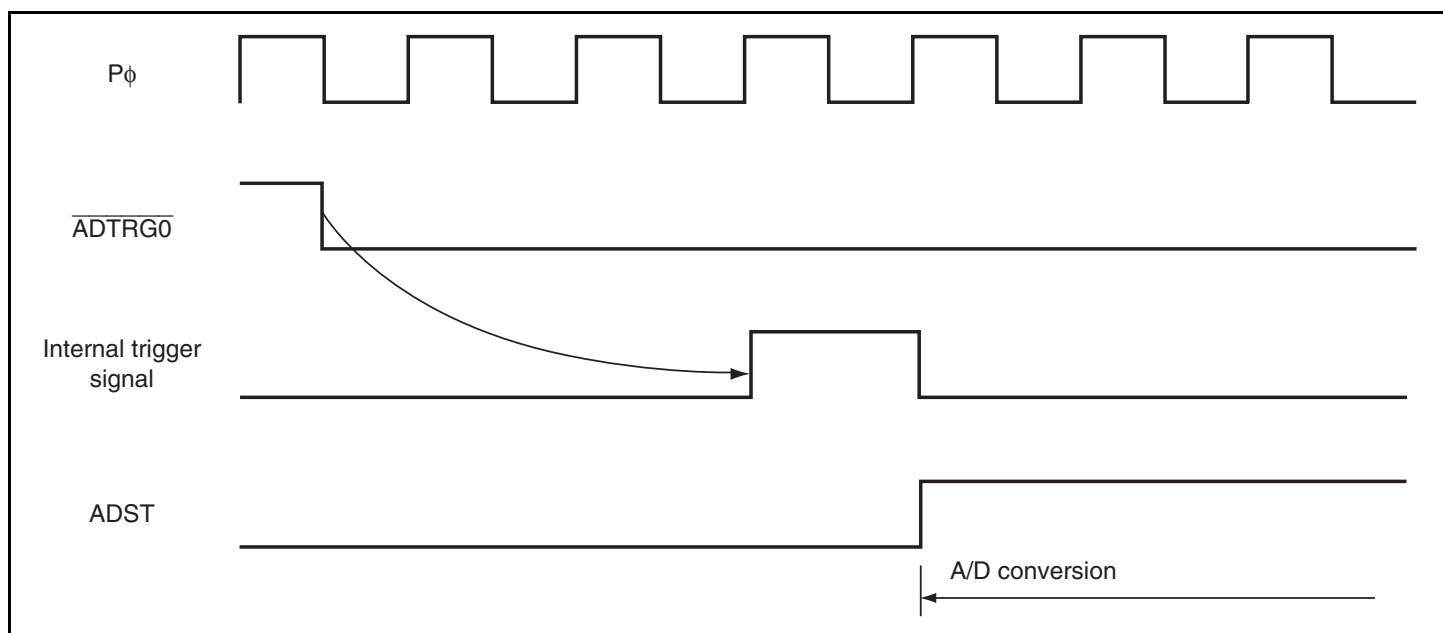 Pϕ
ADTRG0
Internal trigger
signal
ADST
A/D conversion